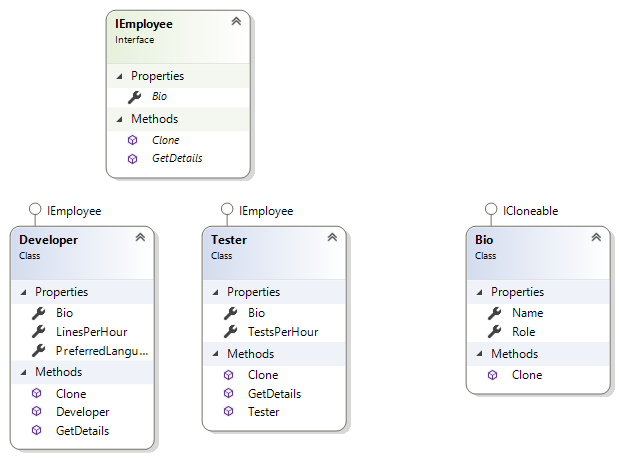 IEmployee
Interface
Properties
Bio
Methods
Clone
GetDetails
IEmployee
Developer
Class
Properties
Bio
LinesPerHour
PreferredLangu...
Methods
Clone
Developer
GetDetails
IEmployee
Tester
Class
Properties
Bio
TestsPerHour
Methods
Clone
GetDetails
Tester
ICloneable
Bio
Class
Properties
Name
Role
Methods
Clone